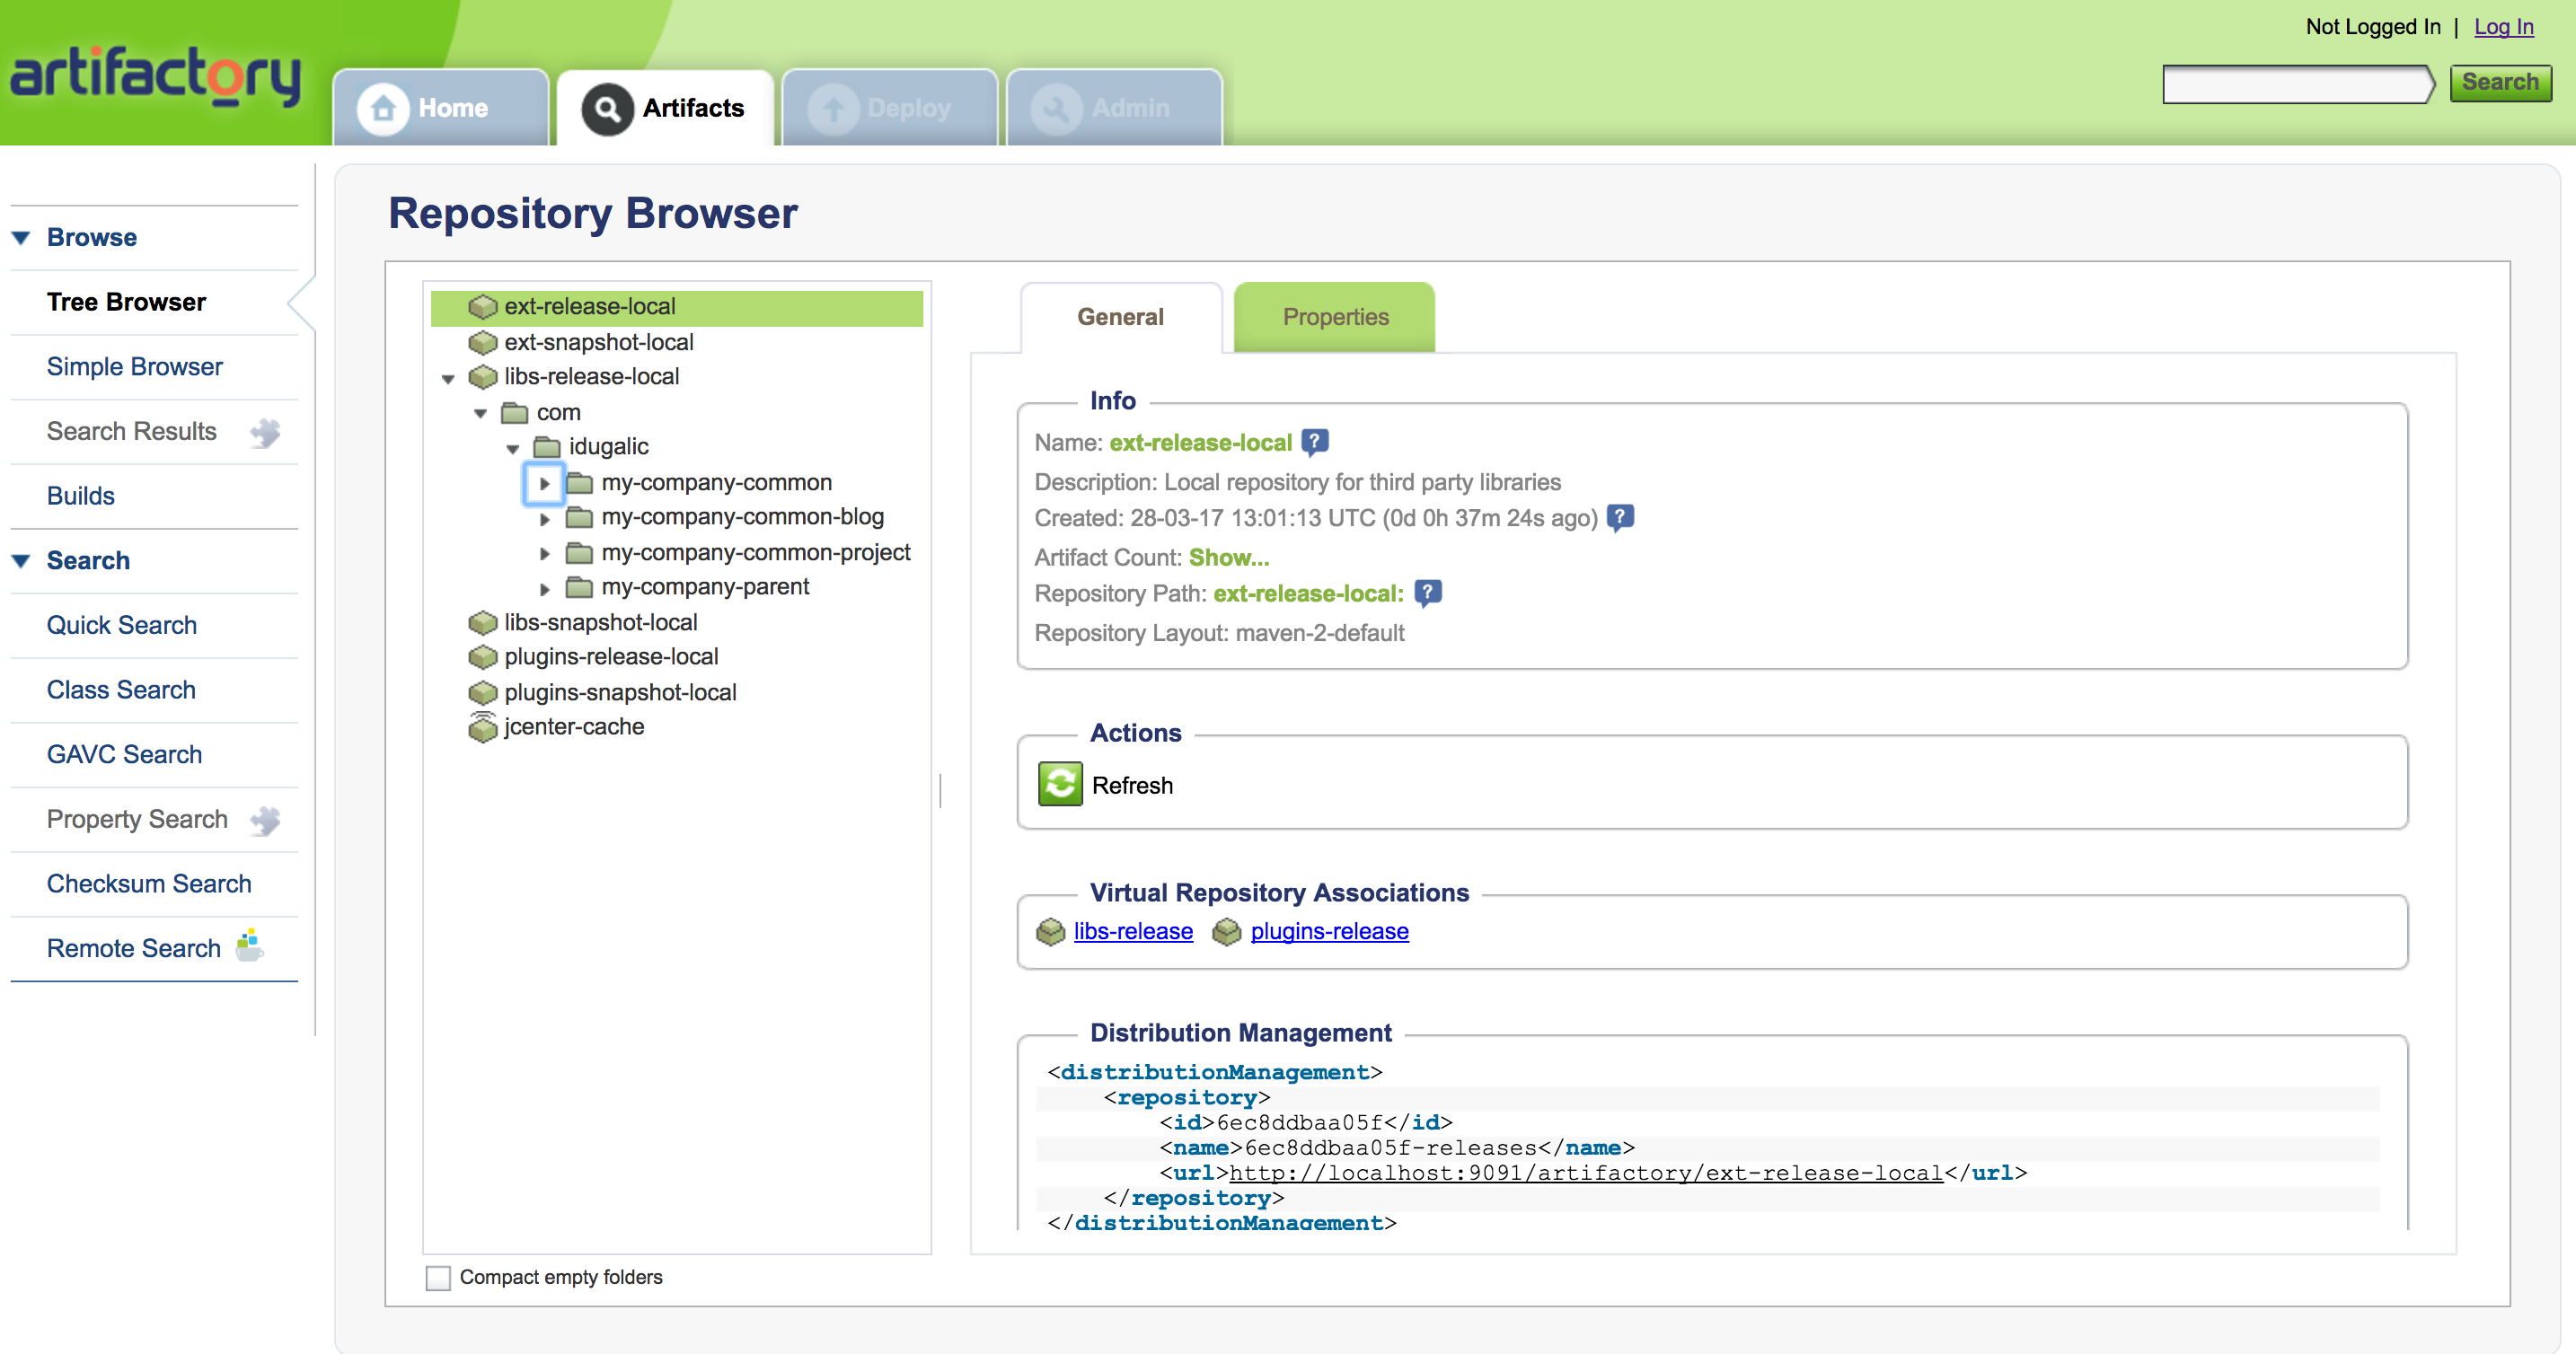 Not Logged In | Log In
artifactory
Home
Artifacts
Deploy
Admin
Search
Browse
Tree Browser
Simple Browser
Search Results
Builds
Search
Quick Search
Class Search
GAVC Search
Property Search
Checksum Search
Remote Search
Repository Browser
ext-release-local
ext-snapshot-local
libs-release-local
com
idugalic
my-company-common
my-company-common-blog
my-company-common-project
my-company-parent
libs-snapshot-local
plugins-release-local
plugins-snapshot-local
jcenter-cache
Compact empty folders
General
Properties
Info
Name: ext-release-local ?
Description: Local repository for third party libraries
Created: 28-03-17 13:01:13 UTC (0d 0h 37m 24s ago) ?
Artifact Count: Show...
Repository Path: ext-release-local: ?
Repository Layout: maven-2-default
Actions
Refresh
Virtual Repository Associations
libs-release plugins-release
Distribution Management
<distributionManagement>
<repository>
<id>6ec8ddbaa05f</id>
<name>6ec8ddbaa05f-releases</name>
<url>http://localhost:9091/artifactory/ext-release-local</url>
</repository>
</distributionManagement>